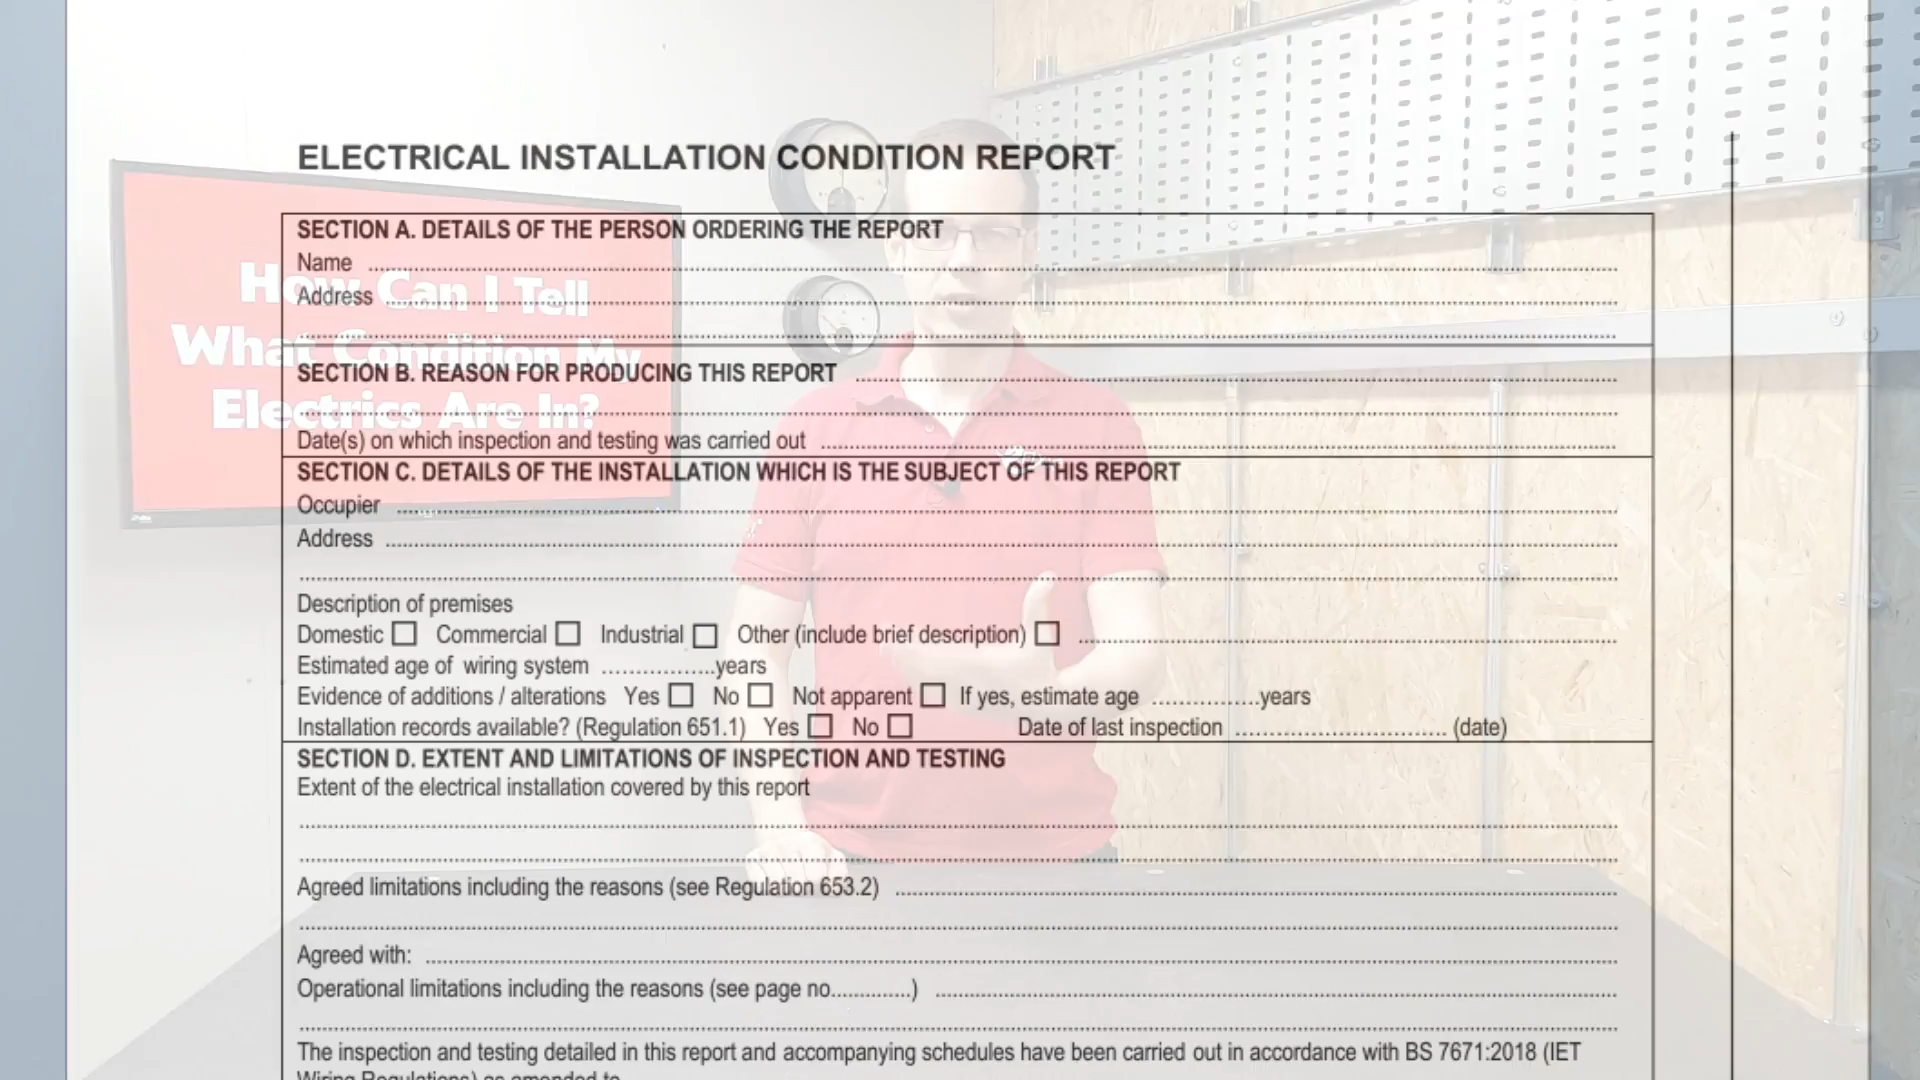 ELECTRICAL INSTALLATION CONDITION REPORT
SECTION A. DETAILS OF THE PERSON ORDERING THE REPORT
Name
Address
How Can I Tell
What Condition My
Electrics Are In?
SECTION B. REASON FOR PRODUCING THIS REPORT
Date(s) on which inspection and testing was carried out
SECTION C. DETAILS OF THE INSTALLATION WHICH IS THE SUBJECT OF THIS REPORT
Occupier
Address
Description of premises
Domestic Commercial Industrial Other (include brief description)
Estimated age of wiring system .................years
Evidence of additions / alterations Yes No Not apparent If yes, estimate age ................years
Installation records available? (Regulation 651.1) Yes No Date of last inspection ................................ (date)
SECTION D. EXTENT AND LIMITATIONS OF INSPECTION AND TESTING
Extent of the electrical installation covered by this report
Agreed limitations including the reasons (see Regulation 653.2)
Agreed with:
Operational limitations including the reasons (see page no.............)
The inspection and testing detailed in this report and accompanying schedules have been carried out in accordance with BS 7671:2018 (IET
Wiring Regulations) as amended to